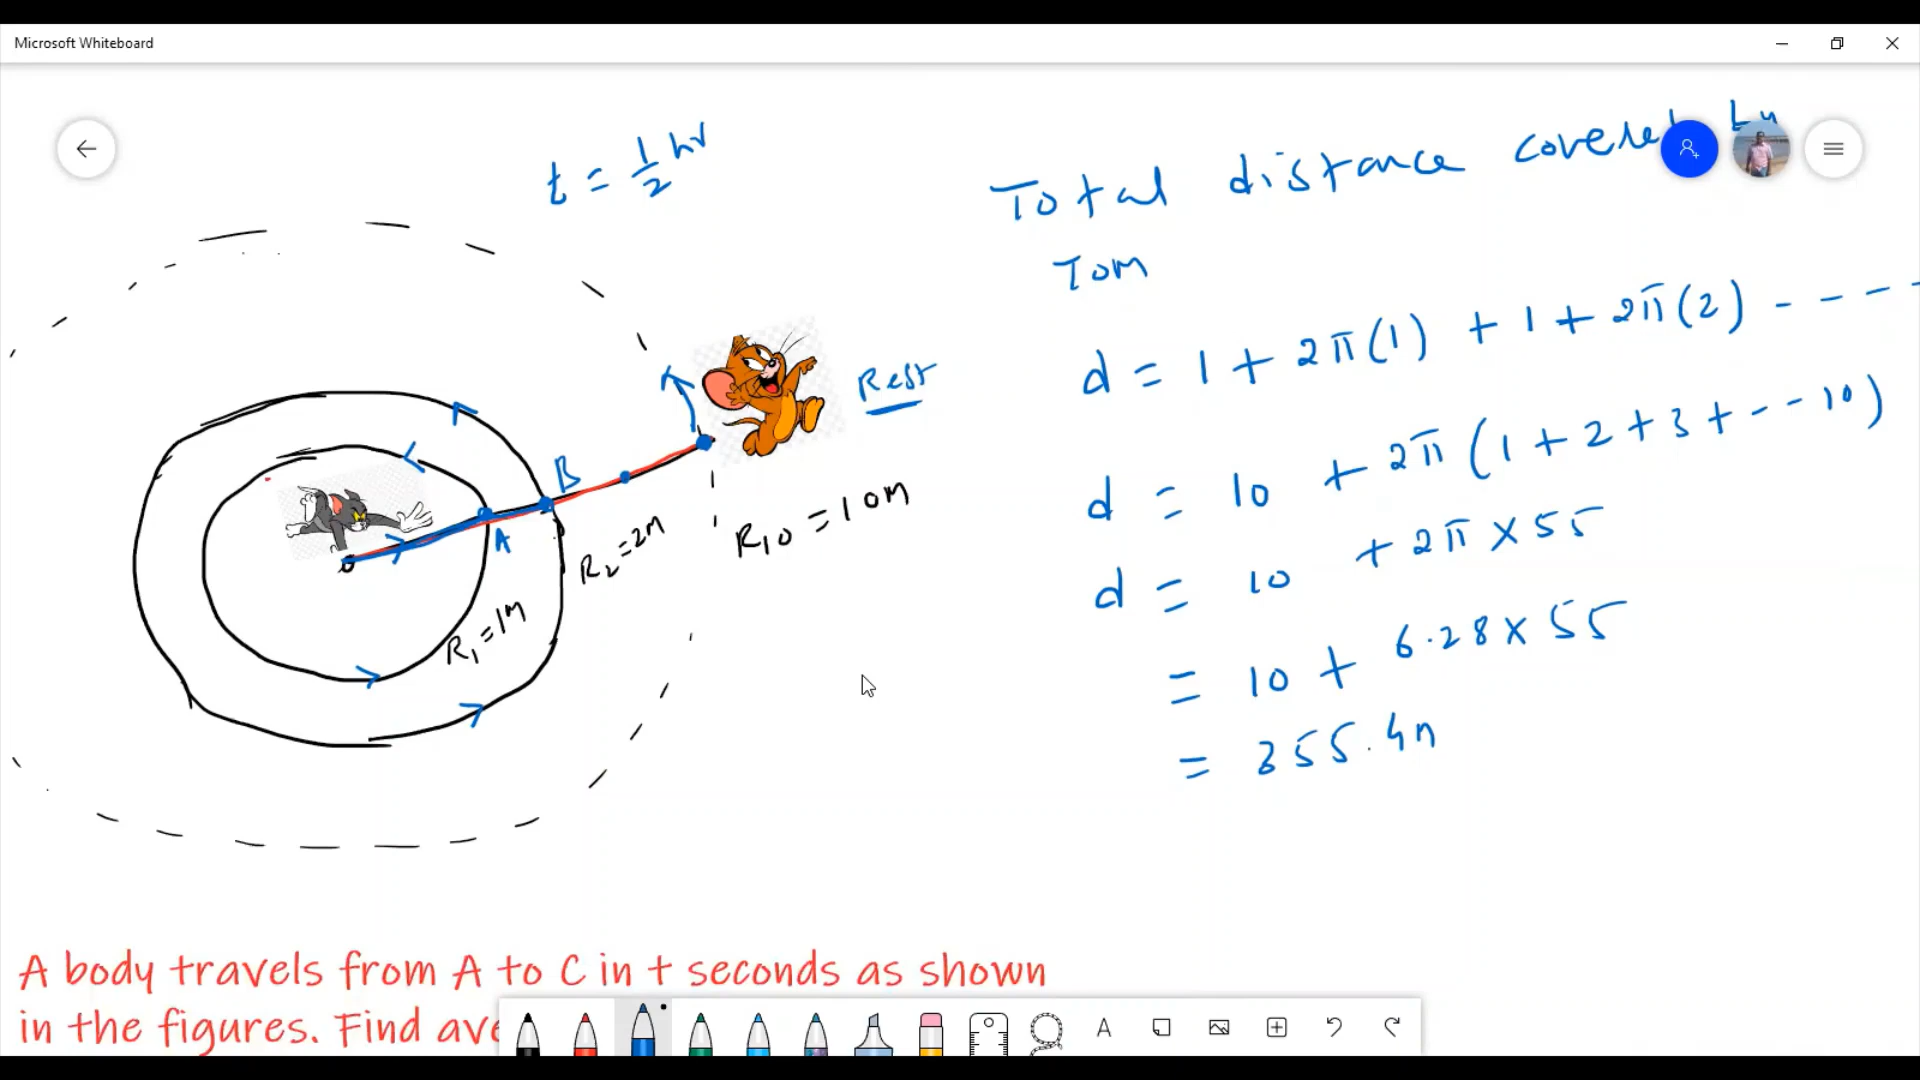 Microsoft Whiteboard
t = 1/2 hr
Total distance covered by
Tom
d = 1 + 2π(1) + 1 + 2π(2) - - - -
Rest
d = 10 + 2π(1 + 2 + 3 + - - 10)
B
A
R₂ = 2m
R₁₀ = 10m
d = 10 + 2π × 55
R₁ = 1m
= 10 + 6.28 × 55
= 355.4m
A body travels from A to C in t seconds as shown
in the figures. Find ave
A